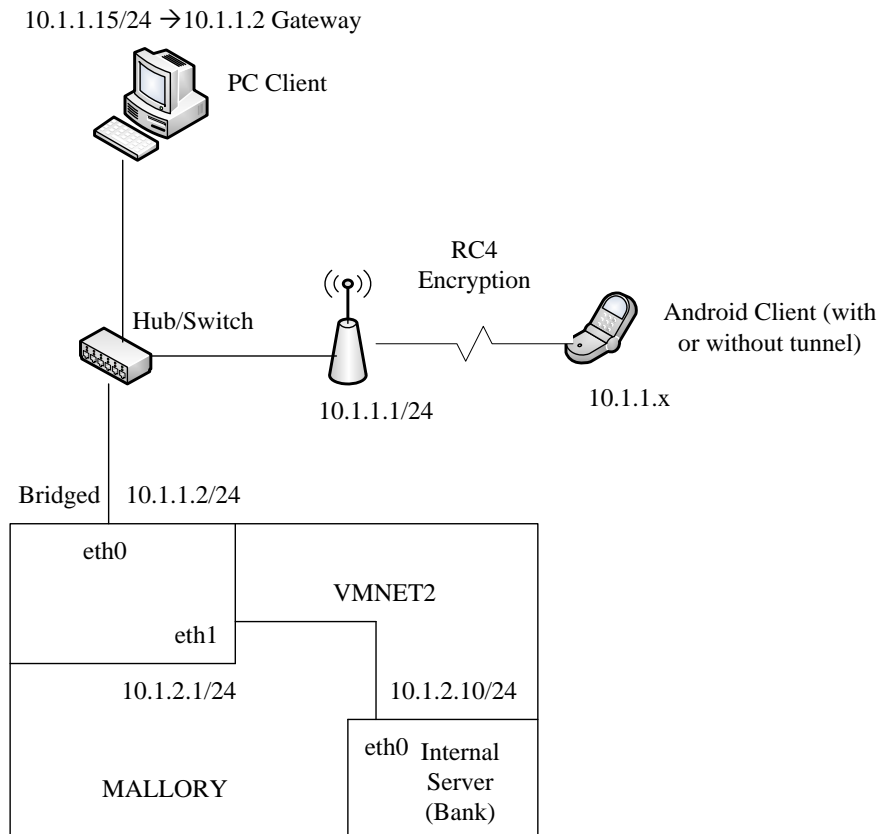 10.1.1.15/24 →10.1.1.2 Gateway
PC Client
RC4
Encryption
Hub/Switch
Android Client (with
or without tunnel)
10.1.1.1/24
10.1.1.x
Bridged
10.1.1.2/24
eth0
VMNET2
eth1
10.1.2.1/24
10.1.2.10/24
eth0
Internal
Server
(Bank)
MALLORY